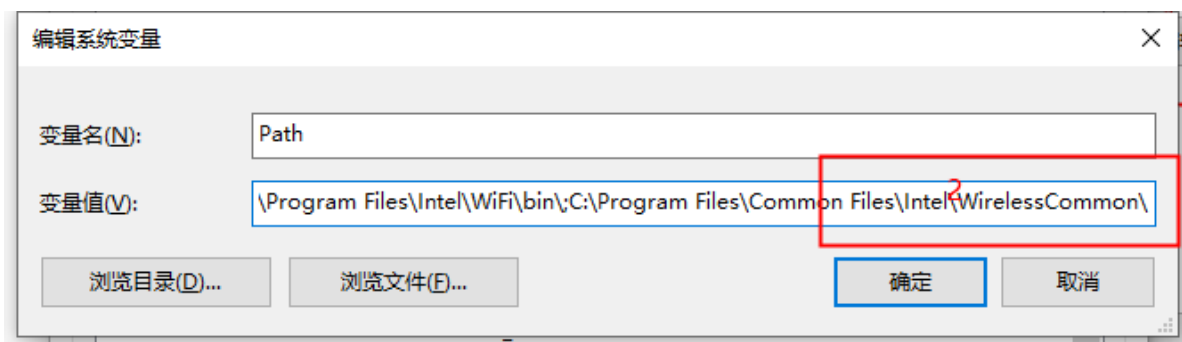 编辑系统变量
变量名(N):
Path
变量值(V):
\Program Files\Intel\WiFi\bin\;C:\Program Files\Common Files\Intel\WirelessCommon\
2
浏览目录(D)...
浏览文件(F)...
确定
取消